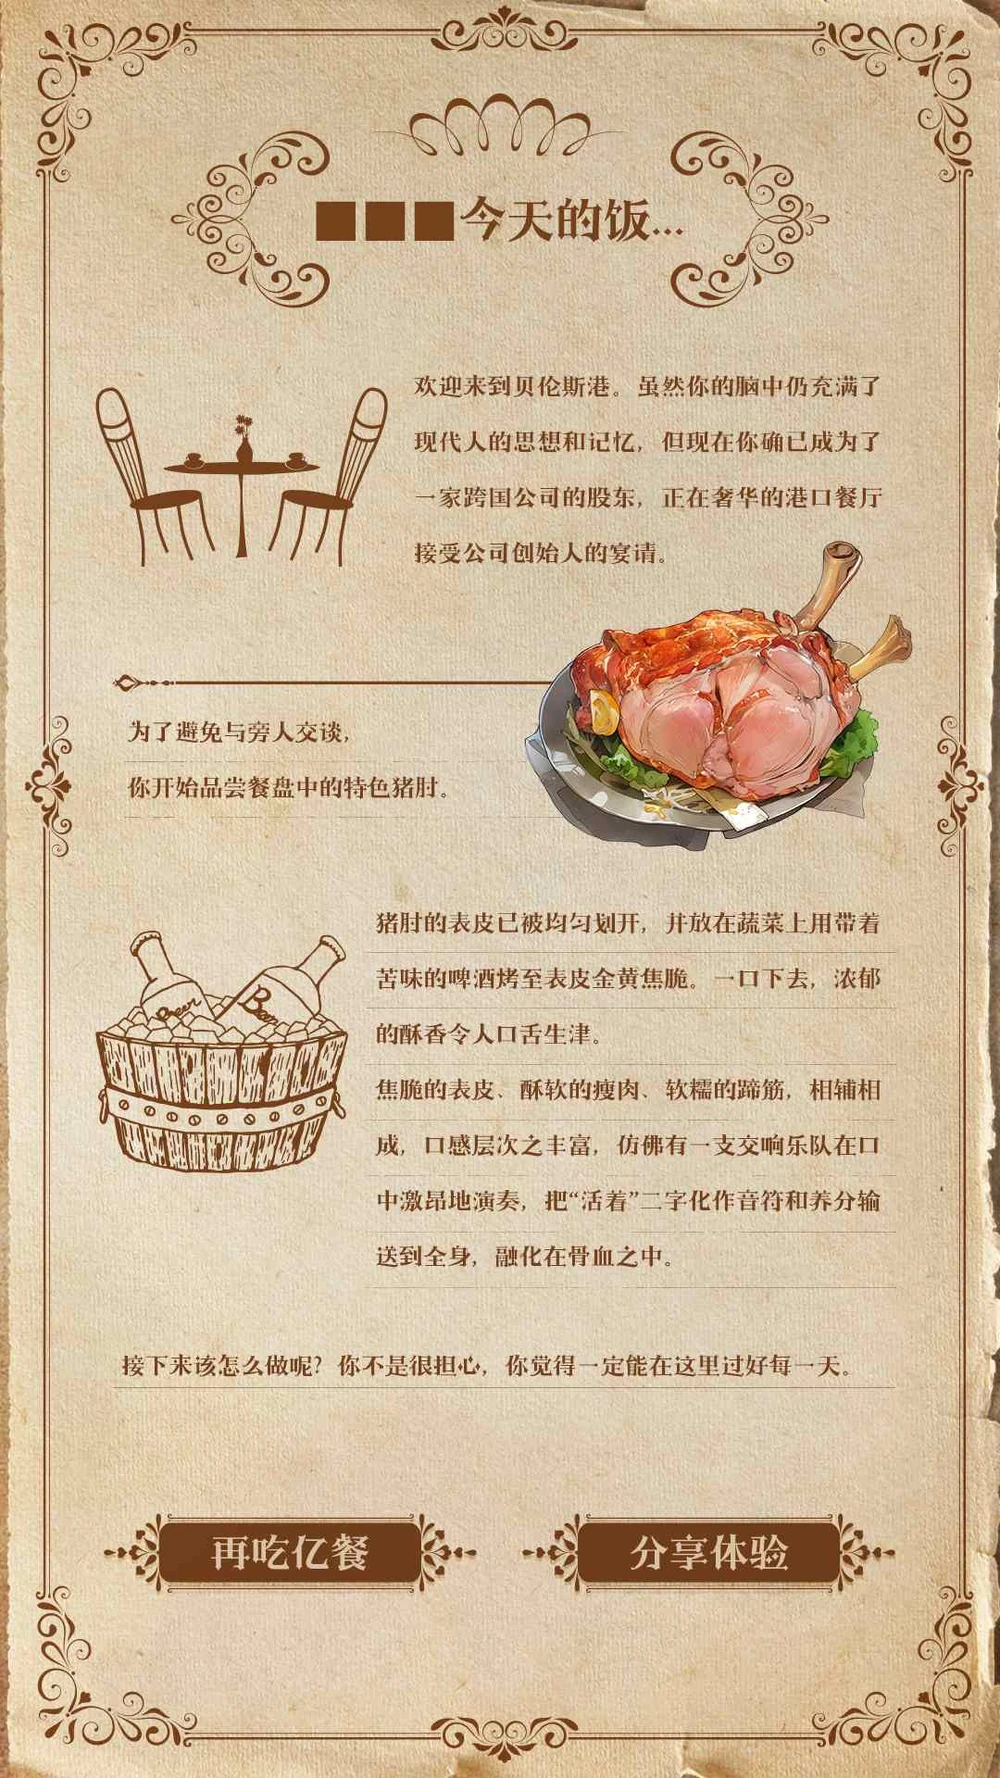 ■■■今天的饭...
欢迎来到贝伦斯港。虽然你的脑中仍充满了
现代人的思想和记忆，但现在你确已成为了
一家跨国公司的股东，正在奢华的港口餐厅
接受公司创始人的宴请。
为了避免与旁人交谈，
你开始品尝餐盘中的特色猪肘。
猪肘的表皮已被均匀划开，并放在蔬菜上用带着
苦味的啤酒烤至表皮金黄焦脆。一口下去，浓郁
的酥香令人口舌生津。
焦脆的表皮、酥软的瘦肉、软糯的蹄筋，相辅相
成，口感层次之丰富，仿佛有一支交响乐队在口
中激昂地演奏，把“活着”二字化作音符和养分输
送到全身，融化在骨血之中。
Beer
Beer
接下来该怎么做呢？你不是很担心，你觉得一定能在这里过好每一天。
再吃亿餐
分享体验